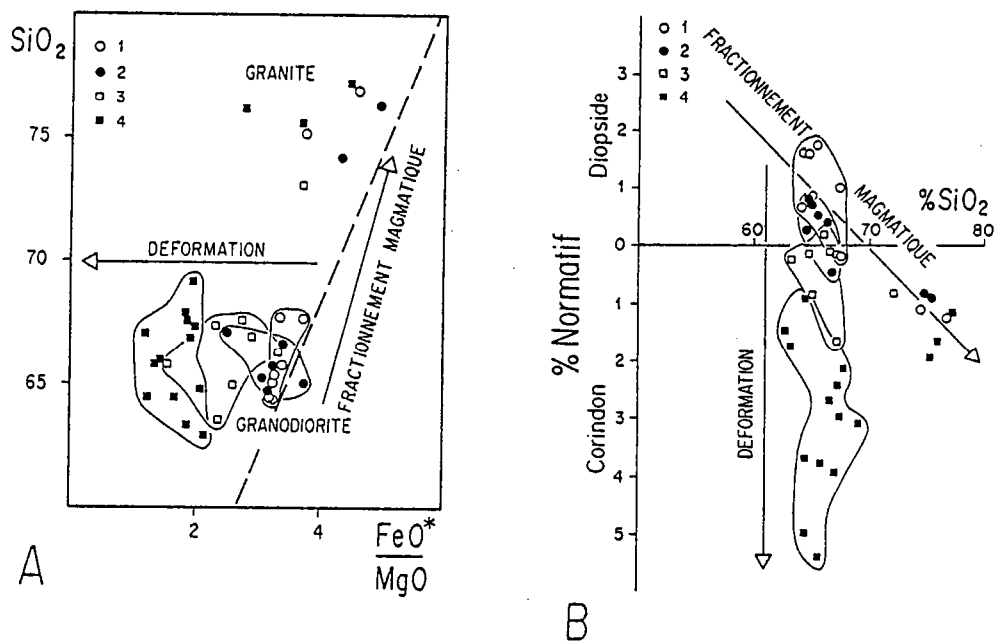 SiO2
1
2
3
4
GRANITE
75
70
65
DEFORMATION
FRACTIONNEMENT MAGMATIQUE
GRANODIORITE
2
4
FeO*
MgO
A
1
2
3
4
3
2
1
0
1
2
3
4
5
Diopside
% Normatif
Corindon
FRACTIONNEMENT
MAGMATIQUE
% SiO2
60
70
80
DEFORMATION
B